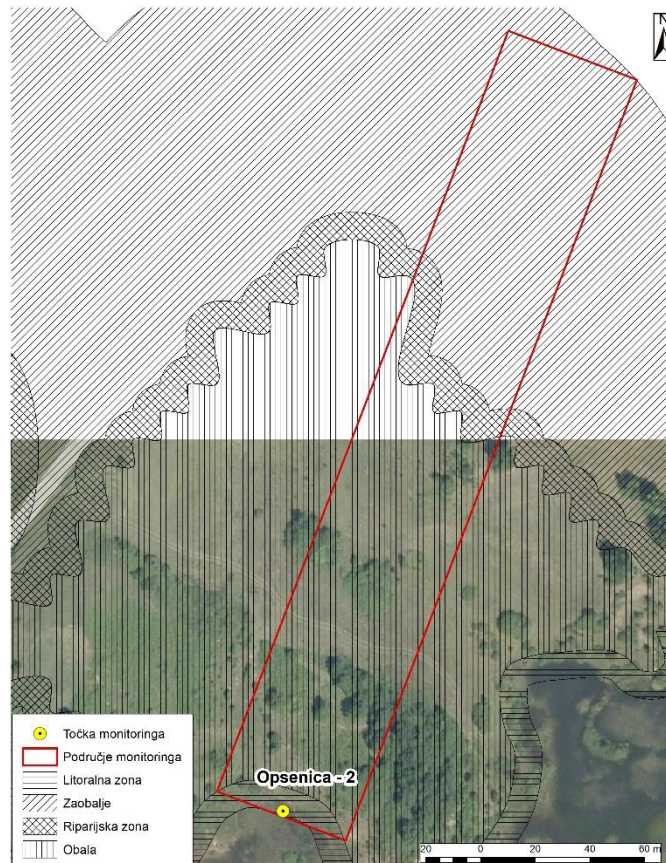 N
Opsenica - 2
Točka monitoringa
Područje monitoringa
Litoralna zona
Zaobalje
Riparijska zona
Obala
20 0 20 40 60 m